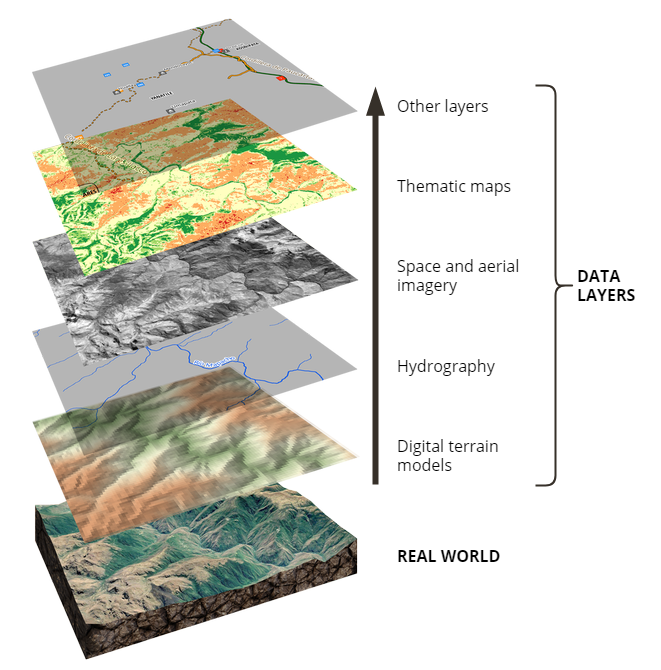 Other layers
Thematic maps
Space and aerial
imagery
DATA
LAYERS
Hydrography
Digital terrain
models
REAL WORLD